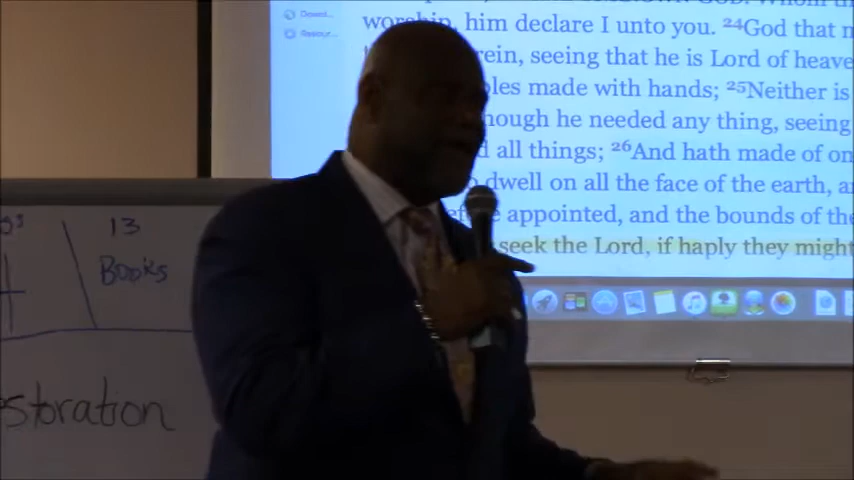 Downl...
Resour...
worship, him declare I unto you. 24God that
rein, seeing that he is Lord of heave
ples made with hands; 25Neither is
hough he needed any thing, seeing
d all things; 26And hath made of on
dwell on all the face of the earth, a
e appointed, and the bounds of the
seek the Lord, if haply they might
13
Books
storation